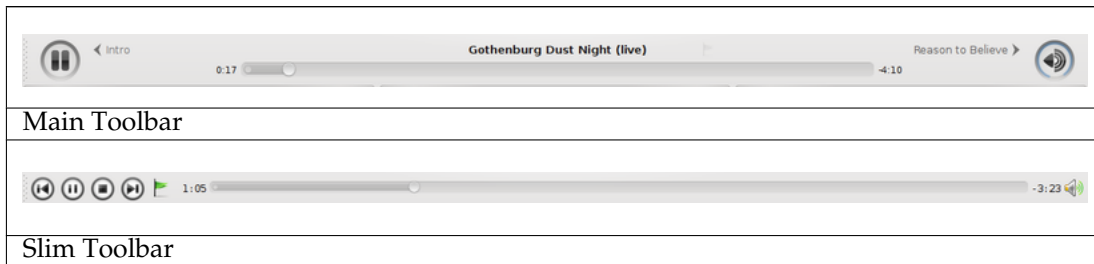 Intro Gothenburg Dust Night (live) Reason to Believe
0:17 -4:10
Main Toolbar
1:05 -3:23
Slim Toolbar